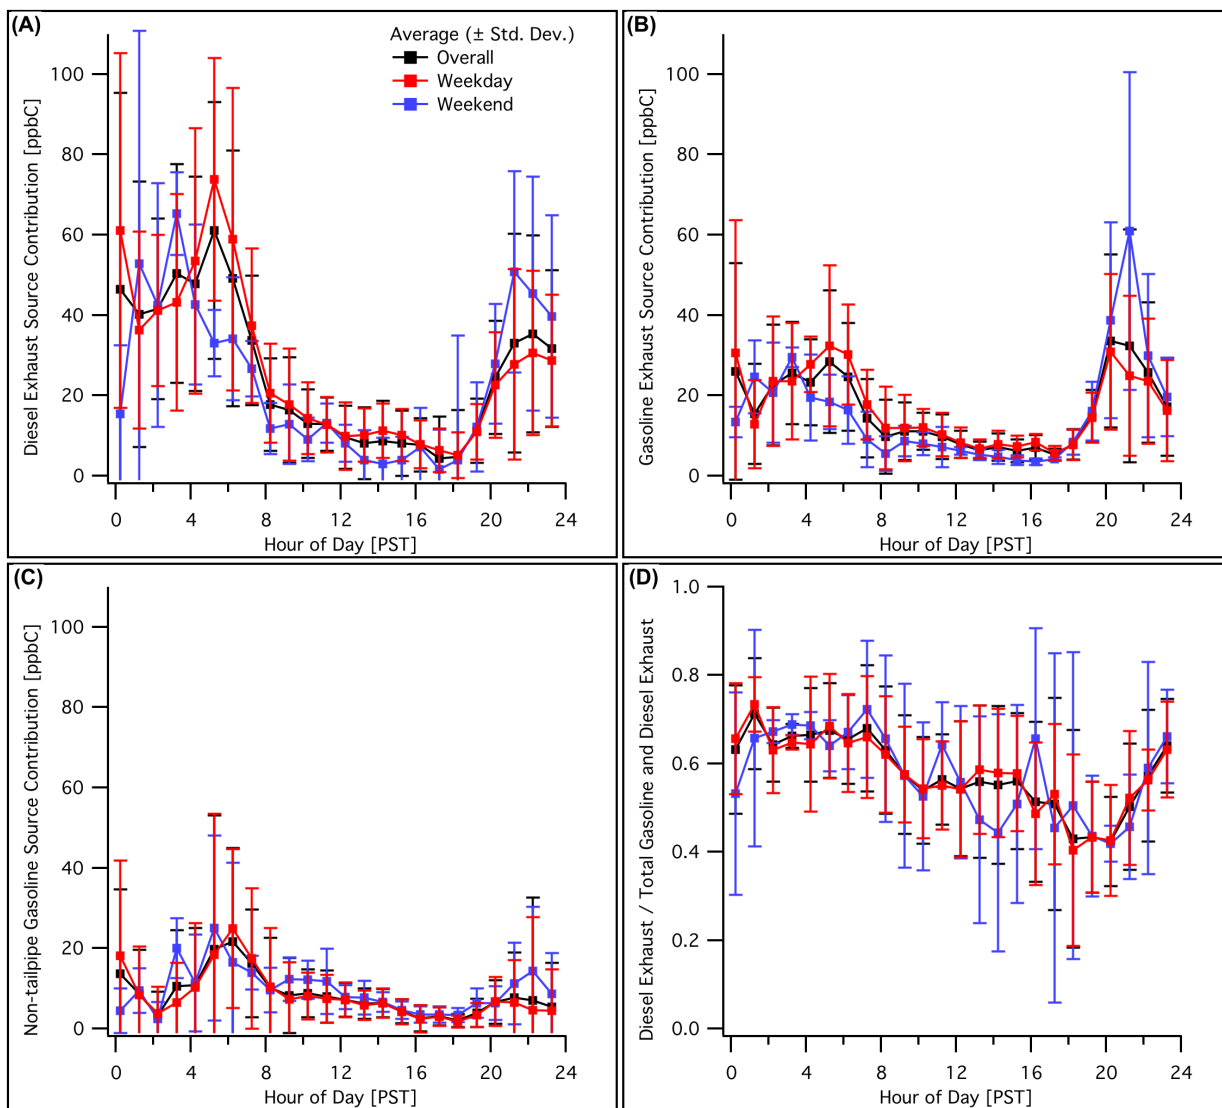 (A)
Average (± Std. Dev.)
Overall
Weekday
Weekend
Diesel Exhaust Source Contribution [ppbC]
100
80
60
40
20
0
0 4 8 12 16 20 24
Hour of Day [PST]
(B)
Gasoline Exhaust Source Contribution [ppbC]
100
80
60
40
20
0
0 4 8 12 16 20 24
Hour of Day [PST]
(C)
Non-tailpipe Gasoline Source Contribution [ppbC]
100
80
60
40
20
0
0 4 8 12 16 20 24
Hour of Day [PST]
(D)
Diesel Exhaust / Total Gasoline and Diesel Exhaust
1.0
0.8
0.6
0.4
0.2
0.0
0 4 8 12 16 20 24
Hour of Day [PST]